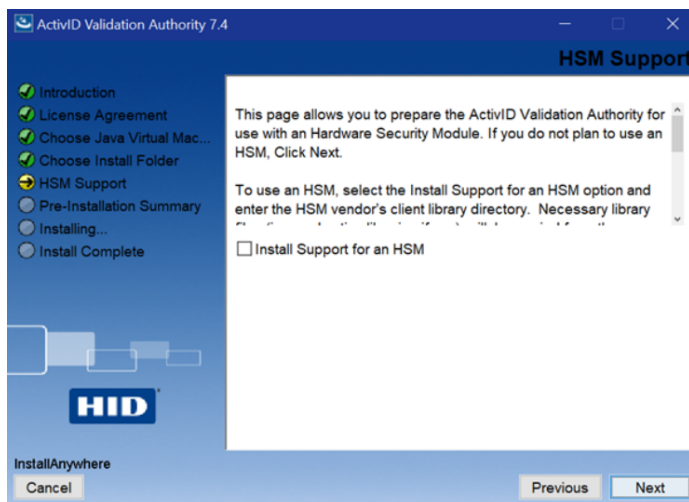 ActivID Validation Authority 7.4
HSM Support
Introduction
License Agreement
Choose Java Virtual Mac...
Choose Install Folder
HSM Support
Pre-Installation Summary
Installing...
Install Complete
This page allows you to prepare the ActivID Validation Authority for
use with an Hardware Security Module. If you do not plan to use an
HSM, Click Next.
To use an HSM, select the Install Support for an HSM option and
enter the HSM vendor's client library directory. Necessary library
Install Support for an HSM
HID
InstallAnywhere
Cancel
Previous
Next